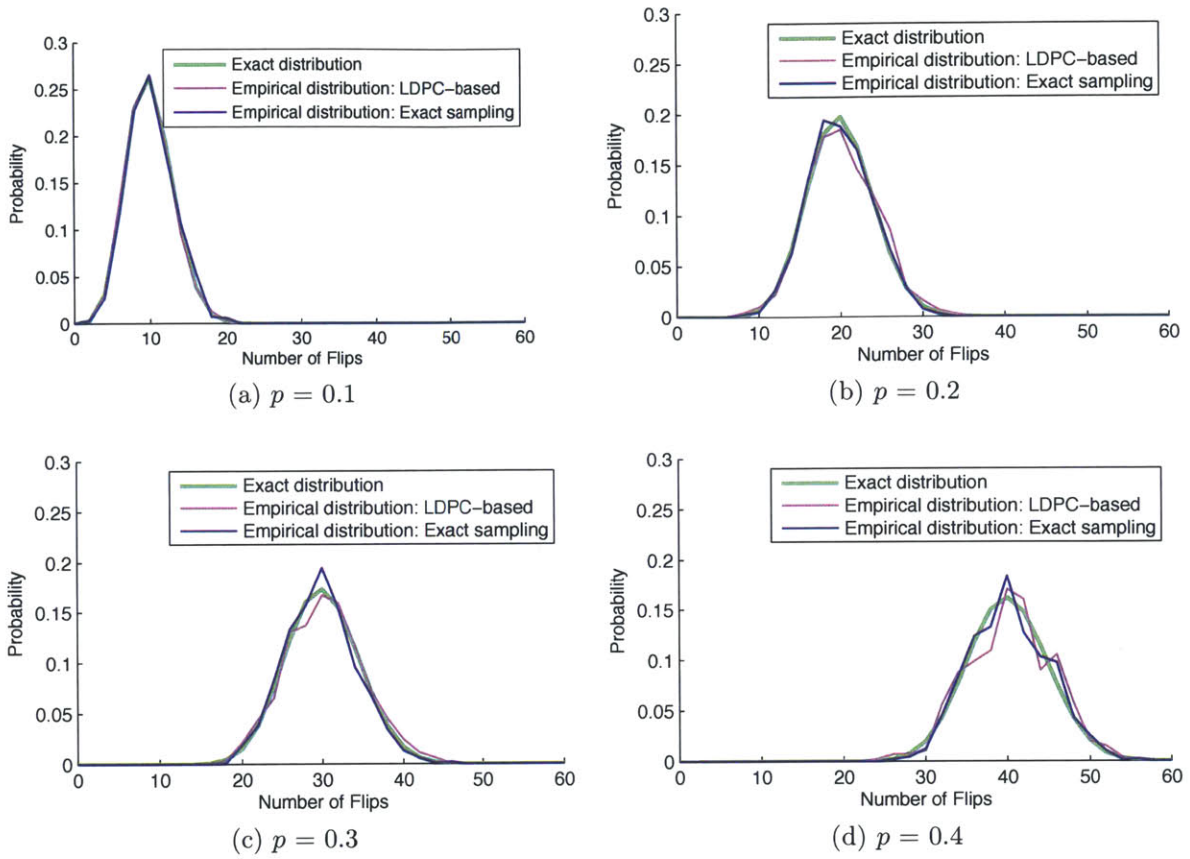 0.3
0.25
0.2
0.15
0.1
0.05
0
Probability
Exact distribution
Empirical distribution: LDPC-based
Empirical distribution: Exact sampling
10 20 30 40 50 60
0
Number of Flips
(a) p = 0.1
0.3
0.25
0.2
0.15
0.1
0.05
0
Probability
Exact distribution
Empirical distribution: LDPC-based
Empirical distribution: Exact sampling
0 10 20 30 40 50 60
Number of Flips
(b) p = 0.2
0.3
0.25
0.2
0.15
0.1
0.05
0
Probability
Exact distribution
Empirical distribution: LDPC-based
Empirical distribution: Exact sampling
0 10 20 30 40 50 60
Number of Flips
(c) p = 0.3
0.3
0.25
0.2
0.15
0.1
0.05
0
Probability
Exact distribution
Empirical distribution: LDPC-based
Empirical distribution: Exact sampling
0 10 20 30 40 50 60
Number of Flips
(d) p = 0.4